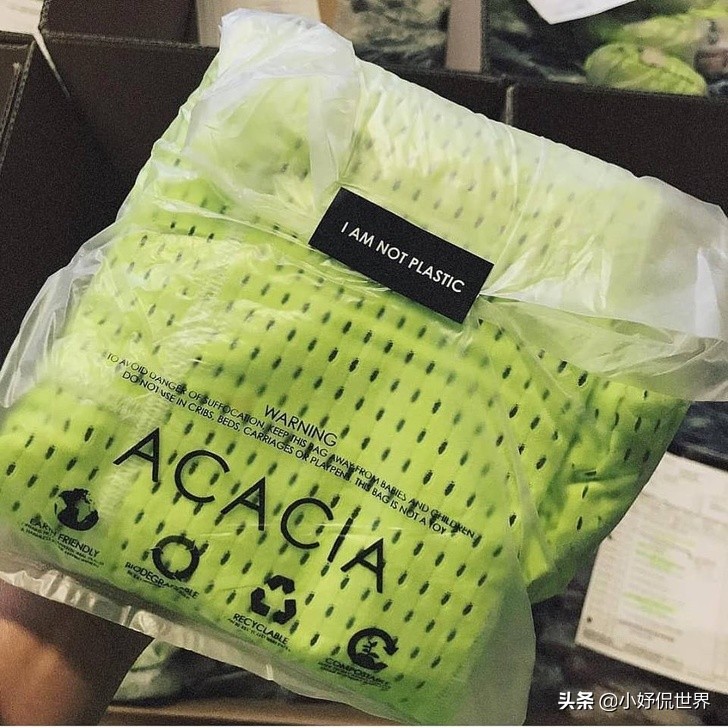 I AM NOT PLASTIC
WARNING
TO AVOID DANGER OF SUFFOCATION, KEEP THIS BAG AWAY FROM BABIES AND CHILDREN
DO NOT USE IN CRIBS, BEDS, CARRIAGES OR PLAYPENS. THIS BAG IS NOT A TOY
ACACIA
EARTH FRIENDLY
BIODEGRADABLE
RECYCLABLE
COMPOSTABLE
头条 @小妤侃世界